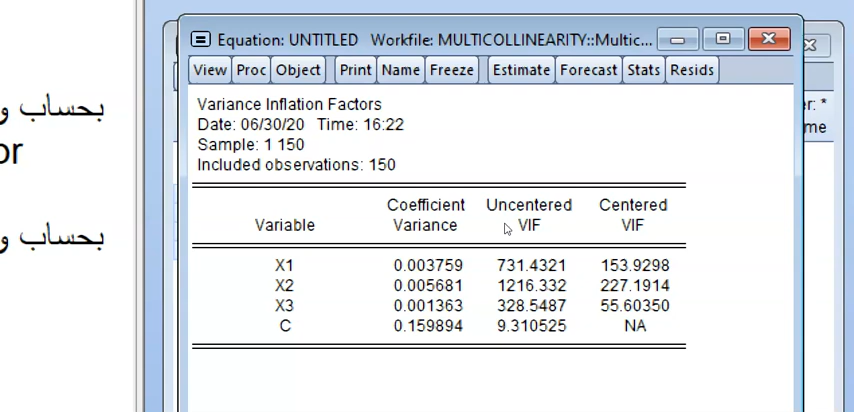 Equation: UNTITLED Workfile: MULTICOLLINEARITY::Multic...
View Proc Object Print Name Freeze Estimate Forecast Stats Resids
Variance Inflation Factors
Date: 06/30/20 Time: 16:22
Sample: 1 150
Included observations: 150
Coefficient Uncentered Centered
Variable Variance VIF VIF
X1 0.003759 731.4321 153.9298
X2 0.005681 1216.332 227.1914
X3 0.001363 328.5487 55.60350
C 0.159894 9.310525 NA
بحساب و
or
بحساب و
er: *
me